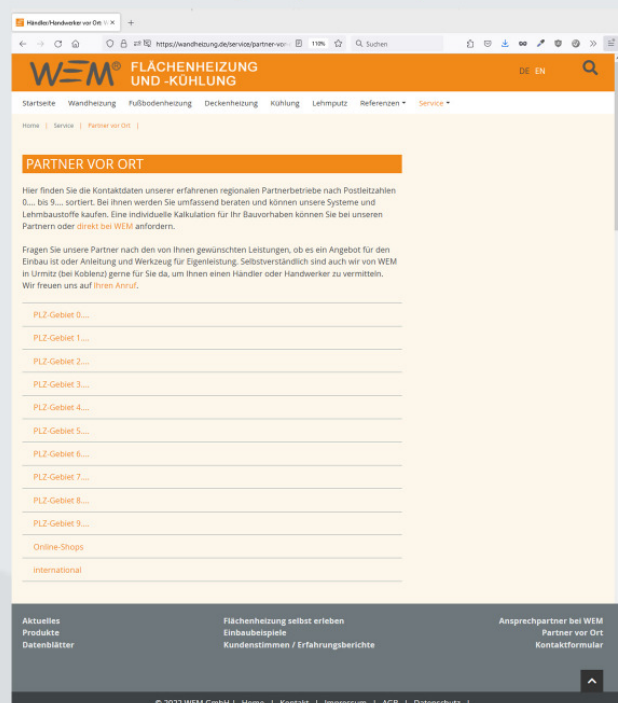 Händler/Handwerker vor Ort:
https://wandheizung.de/service/partner-vor-
110%
Suchen
WEM® FLÄCHENHEIZUNG
UND -KÜHLUNG
DE EN
Startseite Wandheizung Fußbodenheizung Deckenheizung Kühlung Lehmputz Referenzen Service
Home | Service | Partner vor Ort |
PARTNER VOR ORT
Hier finden Sie die Kontaktdaten unserer erfahrenen regionalen Partnerbetriebe nach Postleitzahlen
0.... bis 9.... sortiert. Bei ihnen werden Sie umfassend beraten und können unsere Systeme und
Lehmbaustoffe kaufen. Eine individuelle Kalkulation für Ihr Bauvorhaben können Sie bei unseren
Partnern oder direkt bei WEM anfordern.
Fragen Sie unsere Partner nach den von Ihnen gewünschten Leistungen, ob es ein Angebot für den
Einbau ist oder Anleitung und Werkzeug für Eigenleistung. Selbstverständlich sind auch wir von WEM
in Urmitz (bei Koblenz) gerne für Sie da, um Ihnen einen Händler oder Handwerker zu vermitteln.
Wir freuen uns auf Ihren Anruf.
PLZ-Gebiet 0....
PLZ-Gebiet 1....
PLZ-Gebiet 2....
PLZ-Gebiet 3....
PLZ-Gebiet 4....
PLZ-Gebiet 5....
PLZ-Gebiet 6....
PLZ-Gebiet 7....
PLZ-Gebiet 8....
PLZ-Gebiet 9....
Online-Shops
international
Aktuelles Flächenheizung selbst erleben Ansprechpartner bei WEM
Produkte Einbaubeispiele Partner vor Ort
Datenblätter Kundenstimmen / Erfahrungsberichte Kontaktformular
© 2022 WEM GmbH | Home | Kontakt | Impressum | AGB | Datenschutz |